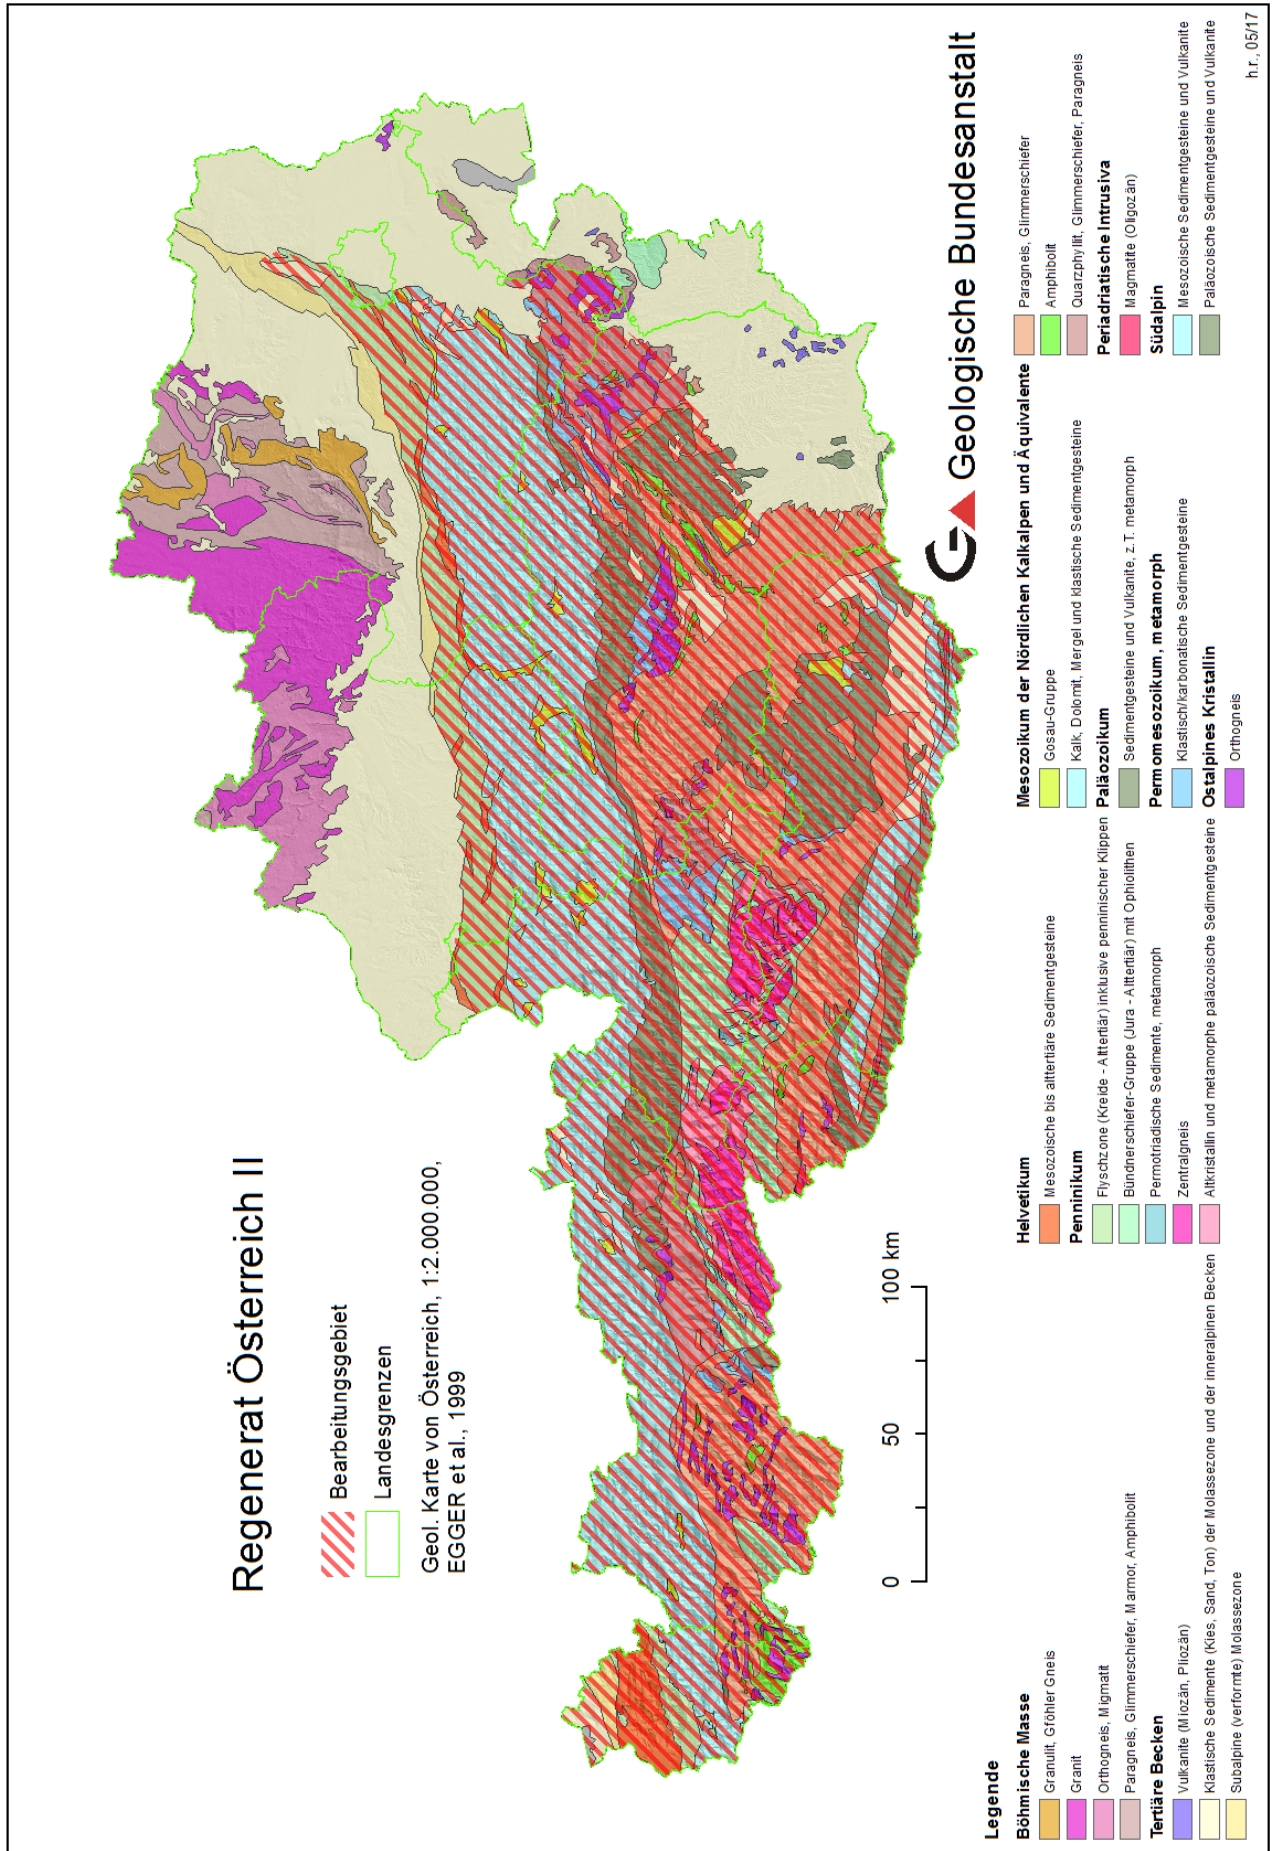 Regenerat Österreich II
Bearbeitungsgebiet
Landesgrenzen
Geol. Karte von Österreich, 1:2.000.000,
EGGER et al., 1999
0
50
100 km
Geologische Bundesanstalt
Legende
Böhmische Masse
Granulit, Gföhler Gneis
Granit
Orthogneis, Migmatit
Paragneis, Glimmerschiefer, Marmor, Amphibolit
Tertiäre Becken
Vulkanite (Miozän, Pliozän)
Klastische Sedimente (Kies, Sand, Ton) der Molassezone und der inneralpinen Becken
Subalpine (verformte) Molassezone
Helvetikum
Mesozoische bis alttertiäre Sedimentgesteine
Penninikum
Flyschzone (Kreide - Alttertiär) inklusive penninischer Klippen
Bündnerschiefer-Gruppe (Jura - Alttertiär) mit Ophiolithen
Permotriadische Sedimente, metamorph
Zentralgneis
Altkristallin und metamorphe paläozoische Sedimentgesteine
Mesozoikum der Nördlichen Kalkalpen und Äquivalente
Gosau-Gruppe
Kalk, Dolomit, Mergel und klastische Sedimentgesteine
Paläozoikum
Sedimentgesteine und Vulkanite, z.T. metamorph
Permomesozoikum, metamorph
Klastisch/karbonatische Sedimentgesteine
Ostalpines Kristallin
Orthogneis
Paragneis, Glimmerschiefer
Amphibolit
Quarzphyllit, Glimmerschiefer, Paragneis
Periadriatische Intrusiva
Magmatite (Oligozän)
Südalpin
Mesozoische Sedimentgesteine und Vulkanite
Paläozoische Sedimentgesteine und Vulkanite
h.r., 05/17